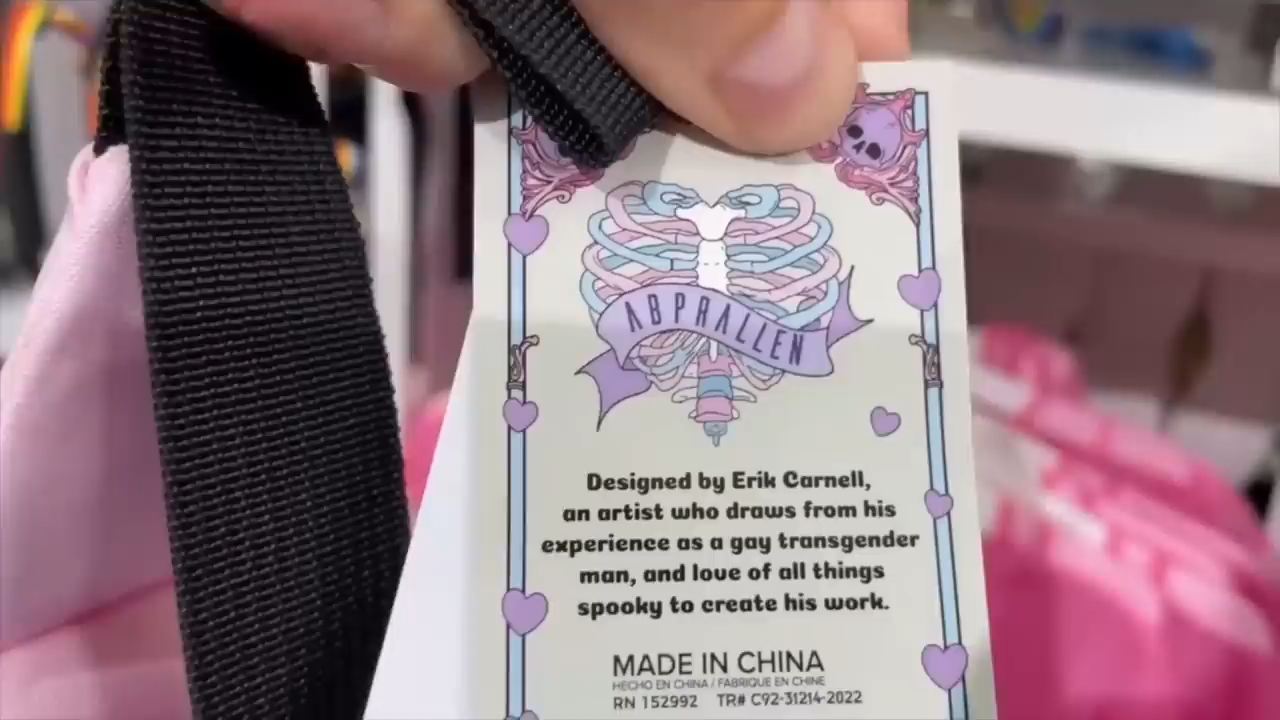 ABPRALLEN
Designed by Erik Carnell,
an artist who draws from his
experience as a gay transgender
man, and love of all things
spooky to create his work.
MADE IN CHINA
HECHO EN CHINA / FABRIQUE EN CHINE
RN 152992 TR# C92-31214-2022